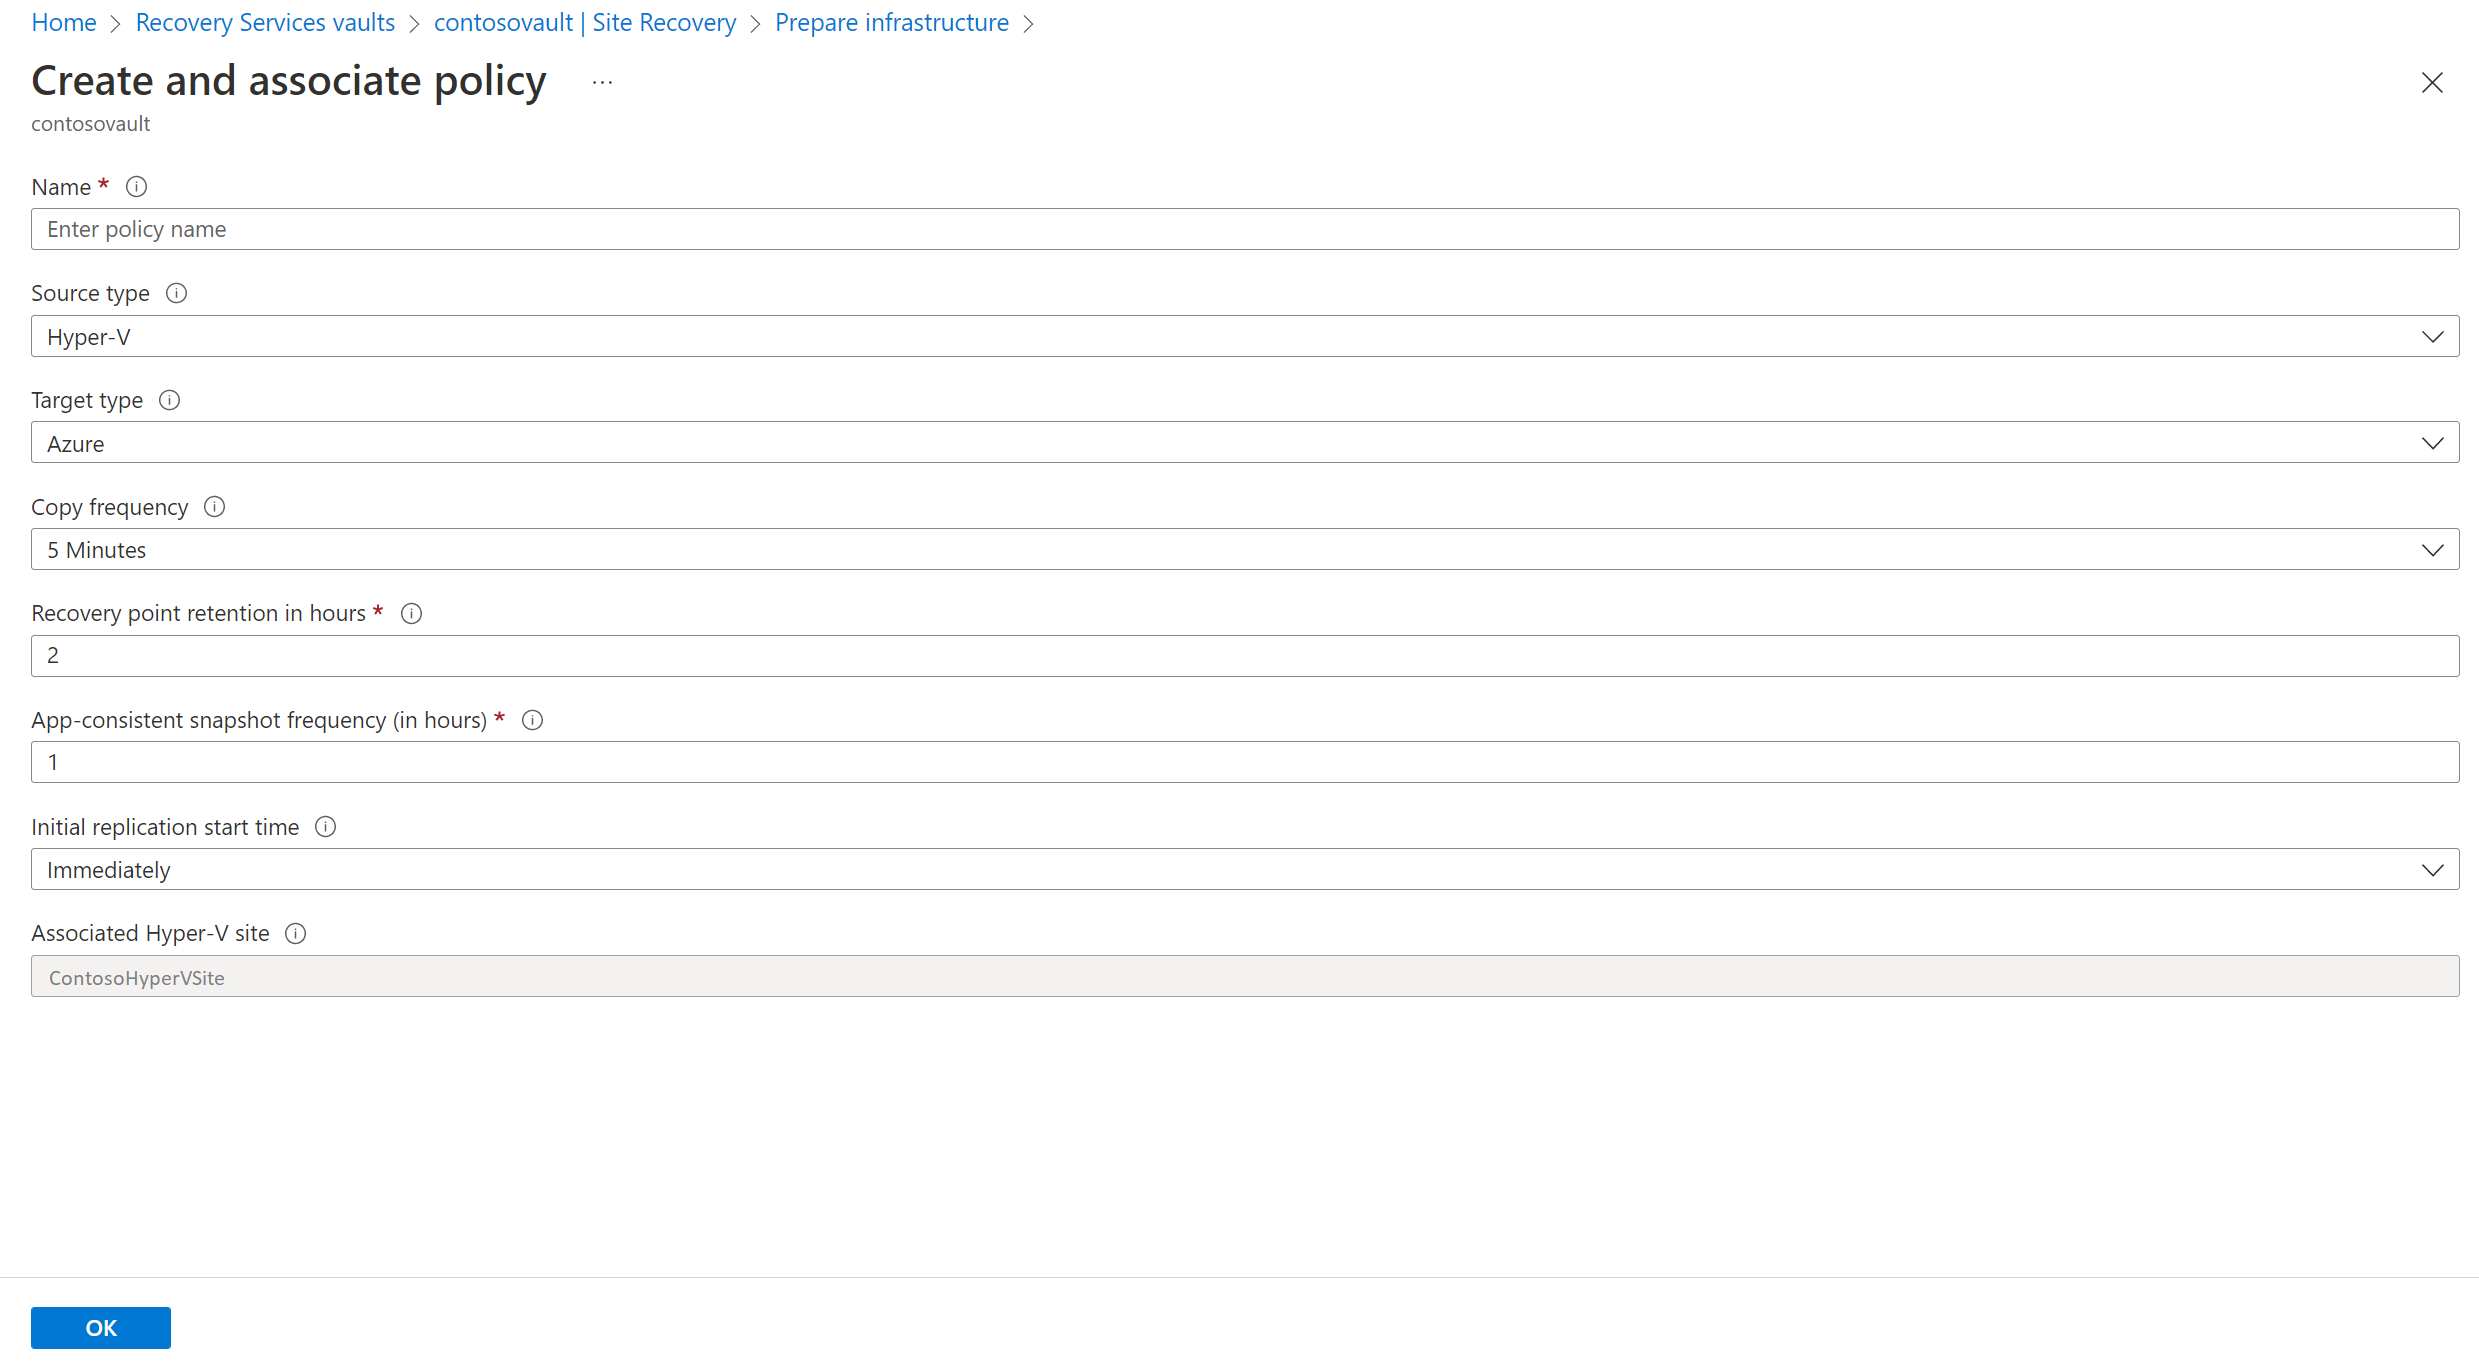 Home > Recovery Services vaults > contosovault | Site Recovery > Prepare infrastructure >
Create and associate policy ...
contosovault
Name *
Enter policy name
Source type
Hyper-V
Target type
Azure
Copy frequency
5 Minutes
Recovery point retention in hours *
2
App-consistent snapshot frequency (in hours) *
1
Initial replication start time
Immediately
Associated Hyper-V site
ContosoHyperVSite
OK